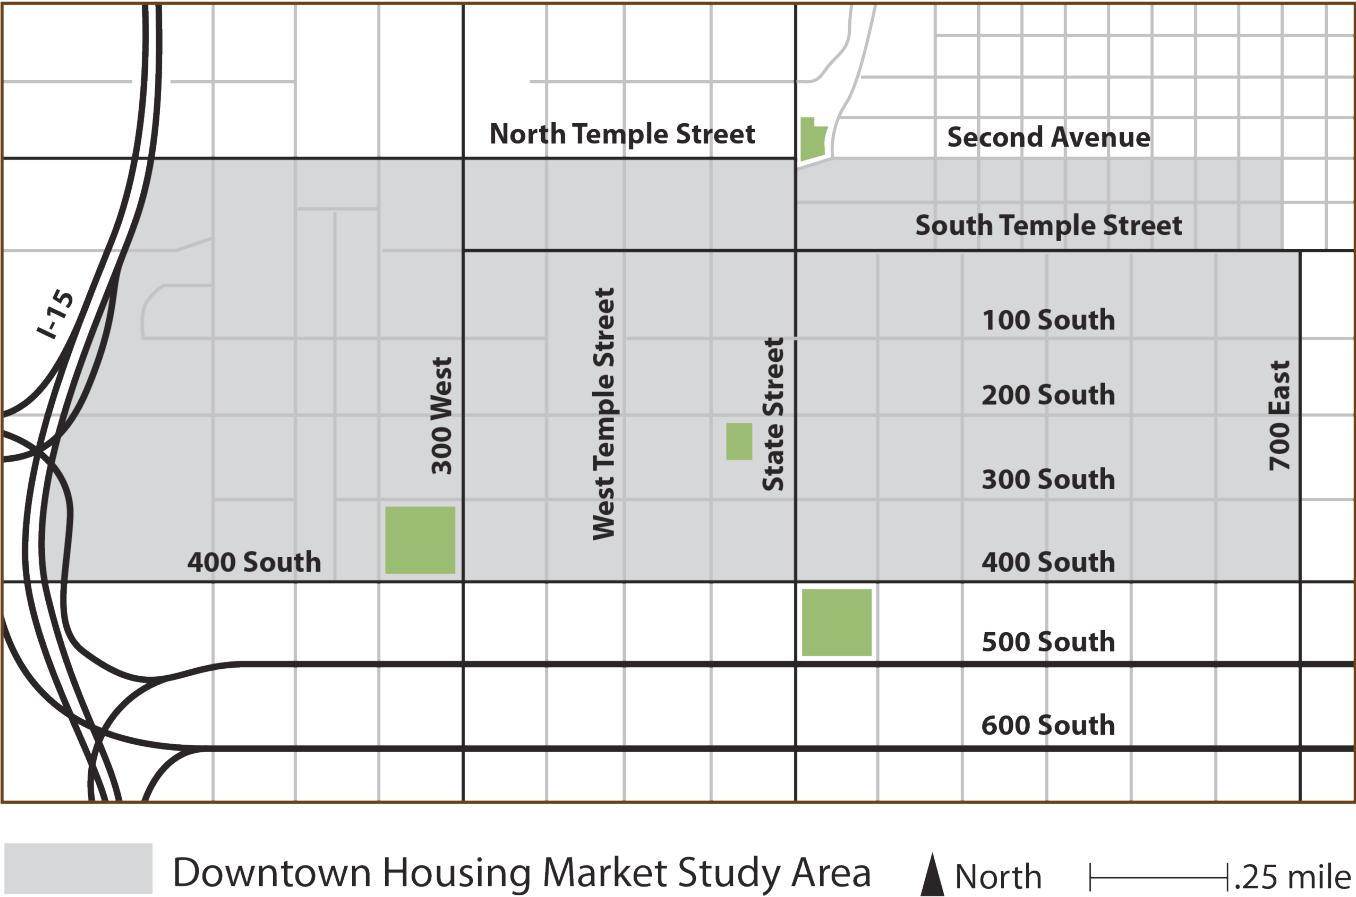 North Temple Street
Second Avenue
South Temple Street
I-15
100 South
200 South
300 West
West Temple Street
State Street
700 East
300 South
400 South
400 South
500 South
600 South
Downtown Housing Market Study Area
North
.25 mile